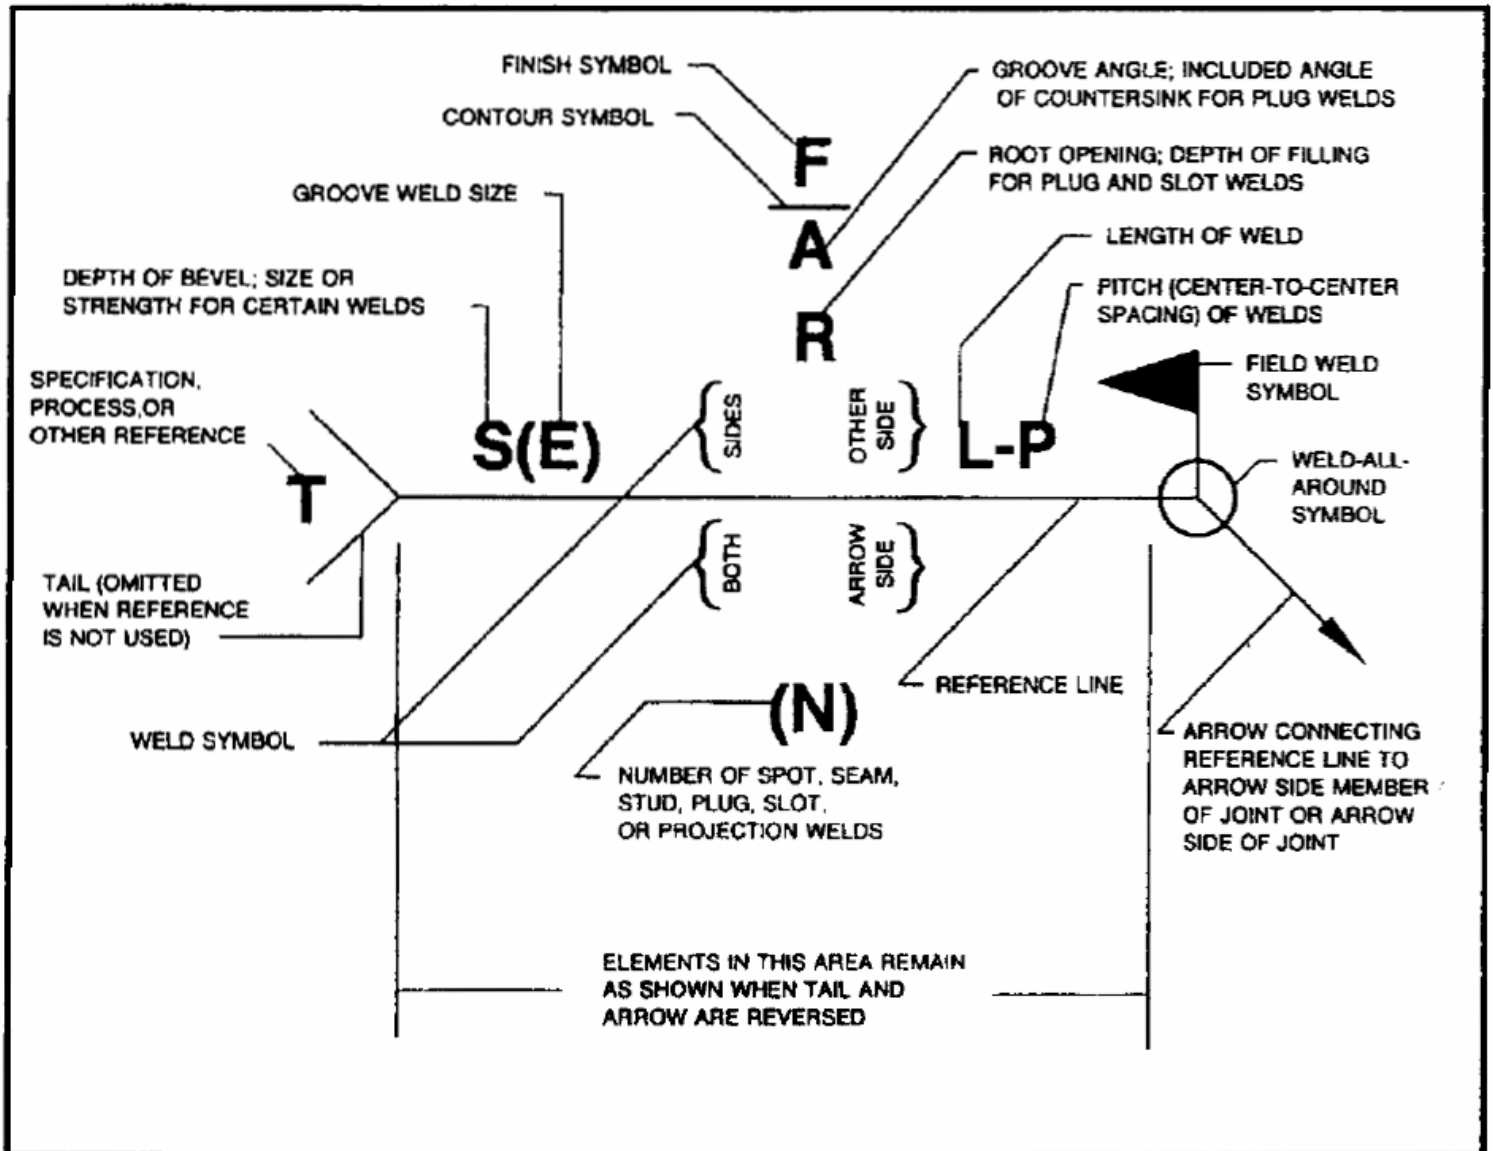 FINISH SYMBOL
CONTOUR SYMBOL
GROOVE WELD SIZE
DEPTH OF BEVEL; SIZE OR
STRENGTH FOR CERTAIN WELDS
SPECIFICATION,
PROCESS,OR
OTHER REFERENCE
T
TAIL (OMITTED
WHEN REFERENCE
IS NOT USED)
WELD SYMBOL
F
A
R
S(E)
SIDES
OTHER
SIDE
L-P
BOTH
ARROW
SIDE
(N)
GROOVE ANGLE; INCLUDED ANGLE
OF COUNTERSINK FOR PLUG WELDS
ROOT OPENING; DEPTH OF FILLING
FOR PLUG AND SLOT WELDS
LENGTH OF WELD
PITCH (CENTER-TO-CENTER
SPACING) OF WELDS
FIELD WELD
SYMBOL
WELD-ALL-
AROUND
SYMBOL
REFERENCE LINE
ARROW CONNECTING
REFERENCE LINE TO
ARROW SIDE MEMBER
OF JOINT OR ARROW
SIDE OF JOINT
NUMBER OF SPOT, SEAM,
STUD, PLUG, SLOT,
OR PROJECTION WELDS
ELEMENTS IN THIS AREA REMAIN
AS SHOWN WHEN TAIL AND
ARROW ARE REVERSED